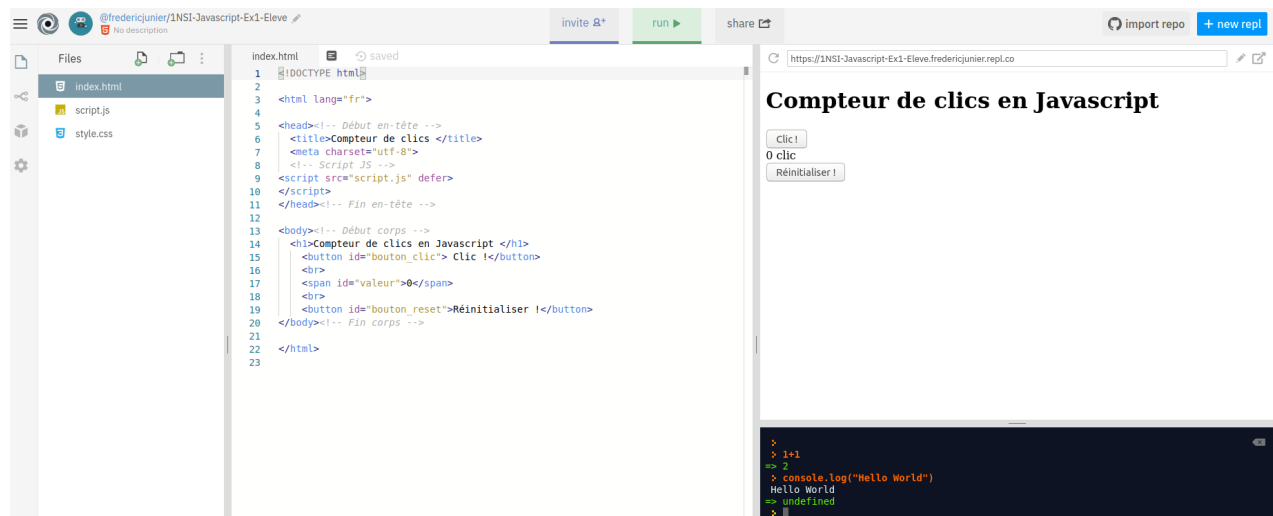 @fredericjunier/1NSI-Javascript-Ex1-Eleve
No description
invite
run
share
import repo
+ new repl
Files
index.html
script.js
style.css
index.html
saved
1 <!DOCTYPE html>
2
3 <html lang="fr">
4
5 <head><!-- Début en-tête -->
6 <title>Compteur de clics </title>
7 <meta charset="utf-8">
8 <!-- Script JS -->
9 <script src="script.js" defer>
10 </script>
11 </head><!-- Fin en-tête -->
12
13 <body><!-- Début corps -->
14 <h1>Compteur de clics en Javascript </h1>
15 <button id="bouton_clic"> Clic !</button>
16 <br>
17 <span id="valeur">0</span>
18 <br>
19 <button id="bouton_reset">Réinitialiser !</button>
20 </body><!-- Fin corps -->
21
22 </html>
23
https://1NSI-Javascript-Ex1-Eleve.fredericjunier.repl.co
Compteur de clics en Javascript
Clic !
0 clic
Réinitialiser !
> 
> 1+1
=> 2
> console.log("Hello World")
Hello World
=> undefined
>